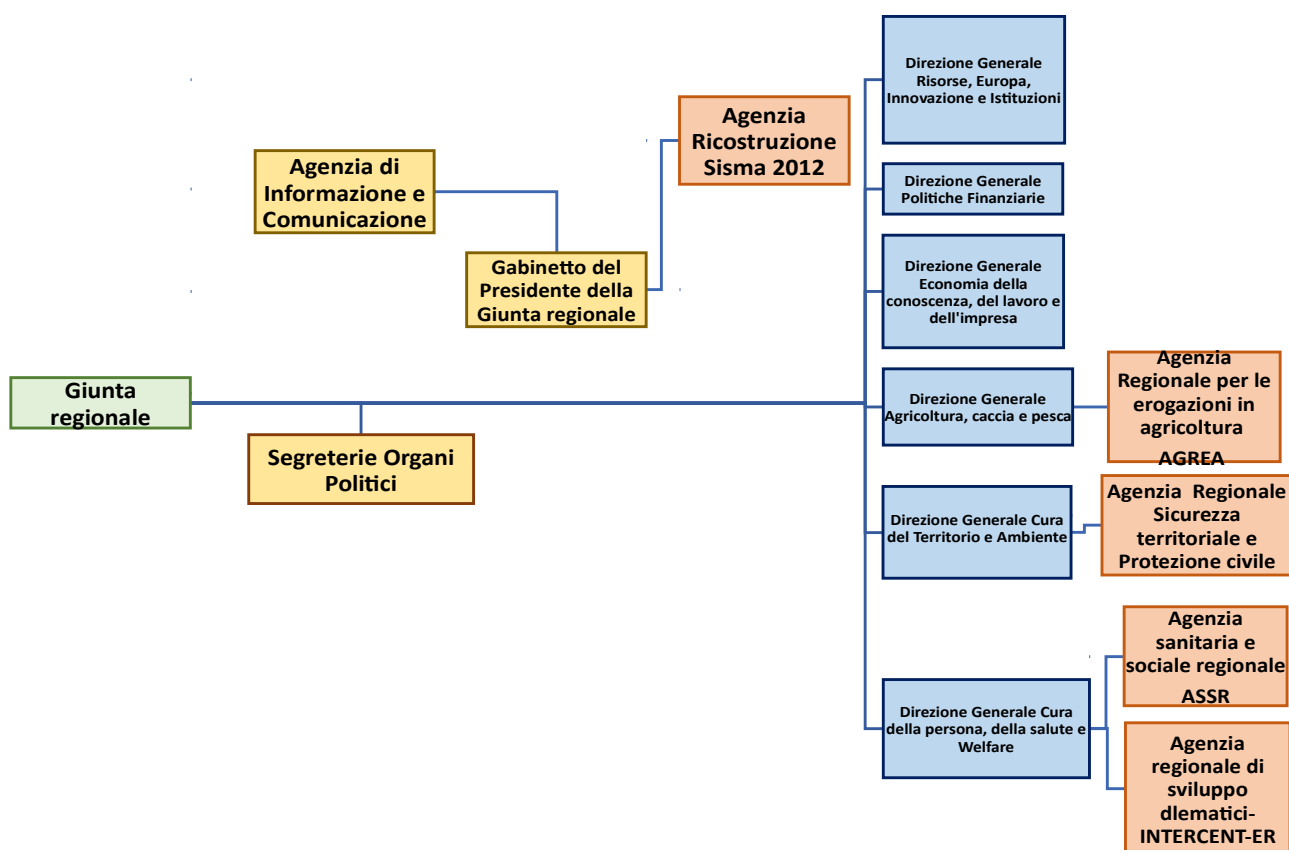 Giunta
regionale
Agenzia di
Informazione e
Comunicazione
Gabinetto del
Presidente della
Giunta regionale
Agenzia
Ricostruzione
Sisma 2012
Segreterie Organi
Politici
Direzione Generale
Risorse, Europa,
Innovazione e Istituzioni
Direzione Generale
Politiche Finanziarie
Direzione Generale
Economia della
conoscenza, del lavoro e
dell'impresa
Direzione Generale
Agricoltura, caccia e pesca
Agenzia
Regionale per le
erogazioni in
agricoltura
AGREA
Direzione Generale Cura
del Territorio e Ambiente
Agenzia Regionale
Sicurezza
territoriale e
Protezione civile
Direzione Generale Cura
della persona, della salute e
Welfare
Agenzia
sanitaria e
sociale regionale
ASSR
Agenzia
regionale di
sviluppo
dlematici-
INTERCENT-ER